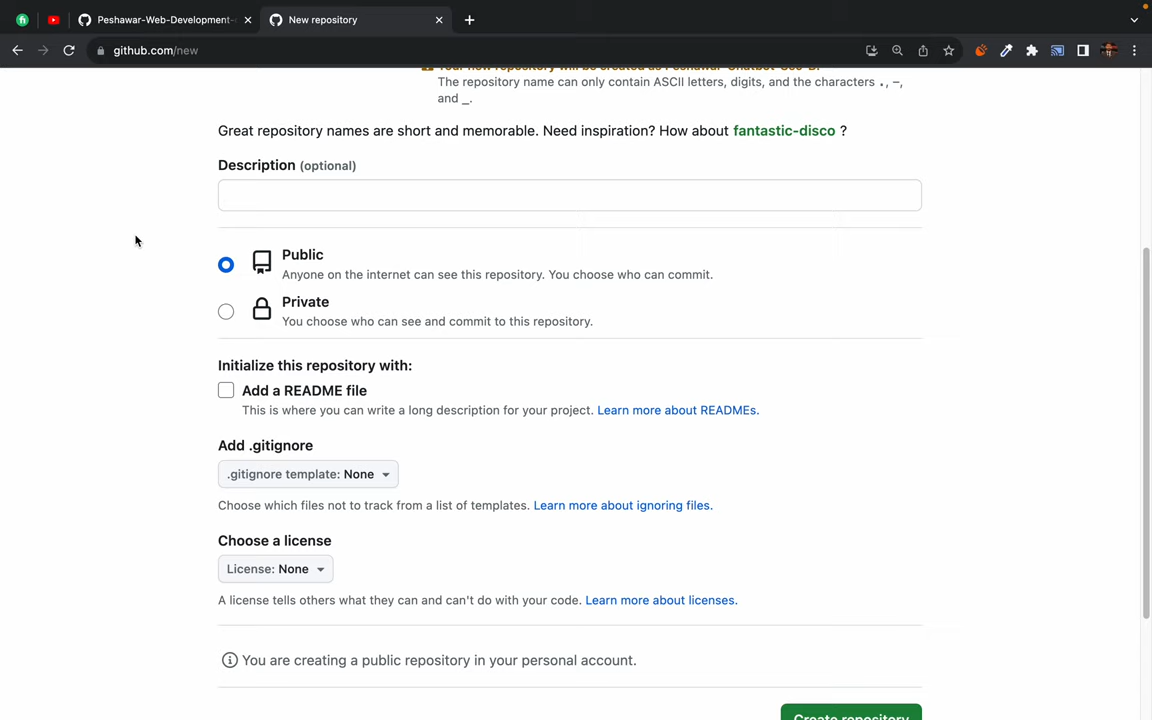 Peshawar-Web-Development-
New repository
github.com/new
The repository name can only contain ASCII letters, digits, and the characters ., -,
and _.
Great repository names are short and memorable. Need inspiration? How about fantastic-disco ?
Description (optional)
Public
Anyone on the internet can see this repository. You choose who can commit.
Private
You choose who can see and commit to this repository.
Initialize this repository with:
Add a README file
This is where you can write a long description for your project. Learn more about READMEs.
Add .gitignore
.gitignore template: None
Choose which files not to track from a list of templates. Learn more about ignoring files.
Choose a license
License: None
A license tells others what they can and can't do with your code. Learn more about licenses.
You are creating a public repository in your personal account.
Create repository